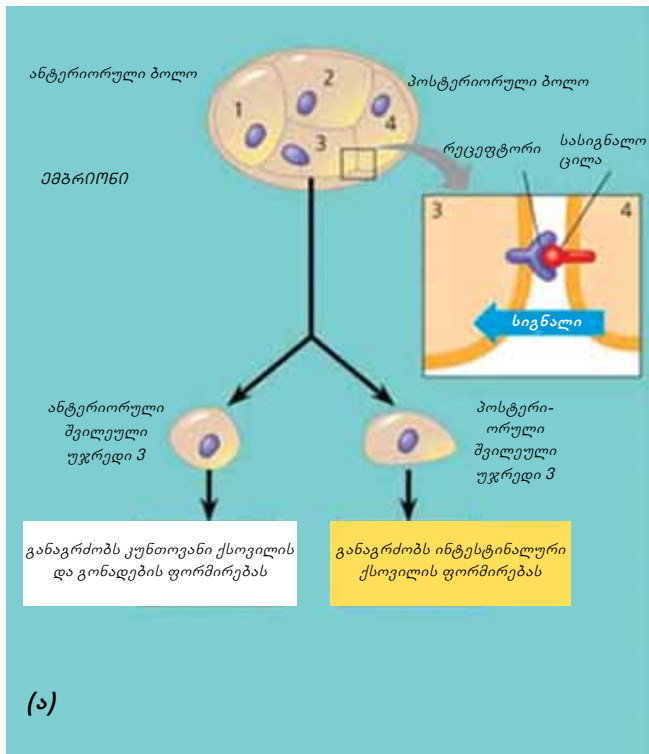 ანტერიორული ბოლო
პოსტერიორული ბოლო
1
2
3
4
ემბრიონი
რეცეპტორი
სასიგნალო
ცილა
3
4
სიგნალი
ანტერიორული
შვილეული
უჯრედი 3
პოსტერი-
ორული
შვილეული
უჯრედი 3
განაგრძობს კუნთოვანი ქსოვილის
და გონადების ფორმირებას
განაგრძობს ინტესტინალური
ქსოვილის ფორმირებას
(ა)